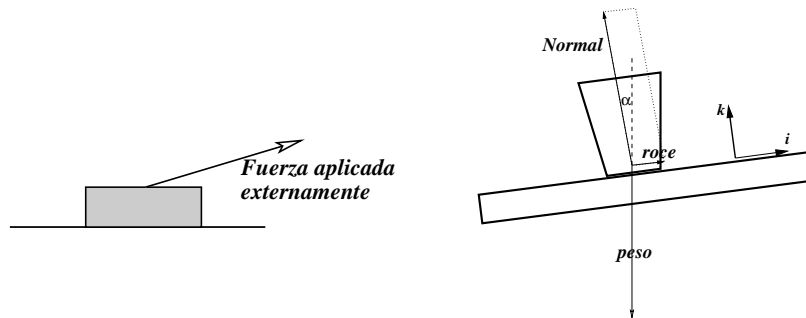 Fuerza aplicada
externamente
Normal
α
k
i
roce
peso